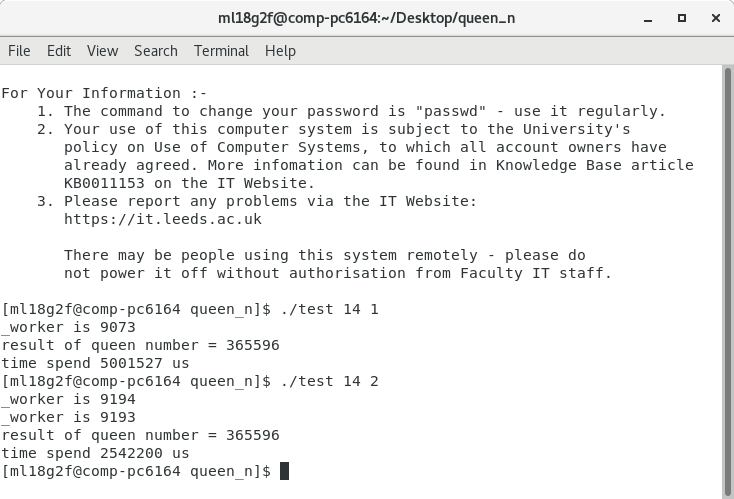 ml18g2f@comp-pc6164:~/Desktop/queen_n
File Edit View Search Terminal Help
For Your Information :-
1. The command to change your password is "passwd" - use it regularly.
2. Your use of this computer system is subject to the University's
policy on Use of Computer Systems, to which all account owners have
already agreed. More infomation can be found in Knowledge Base article
KB0011153 on the IT Website.
3. Please report any problems via the IT Website:
https://it.leeds.ac.uk
There may be people using this system remotely - please do
not power it off without authorisation from Faculty IT staff.
[ml18g2f@comp-pc6164 queen_n]$ ./test 14 1
_worker is 9073
result of queen number = 365596
time spend 5001527 us
[ml18g2f@comp-pc6164 queen_n]$ ./test 14 2
_worker is 9194
_worker is 9193
result of queen number = 365596
time spend 2542200 us
[ml18g2f@comp-pc6164 queen_n]$